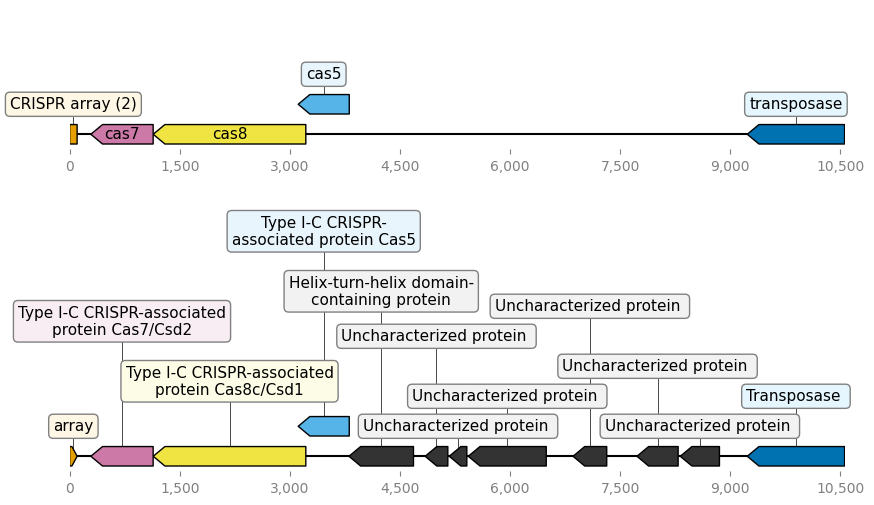 cas5
CRISPR array (2)
transposase
cas7
cas8
0
1,500
3,000
4,500
6,000
7,500
9,000
10,500
Type I-C CRISPR-
associated protein Cas5
Helix-turn-helix domain-
containing protein
Uncharacterized protein
Type I-C CRISPR-associated
protein Cas7/Csd2
Uncharacterized protein
Type I-C CRISPR-associated
protein Cas8c/Csd1
Uncharacterized protein
Uncharacterized protein
Transposase
array
Uncharacterized protein
Uncharacterized protein
0
1,500
3,000
4,500
6,000
7,500
9,000
10,500